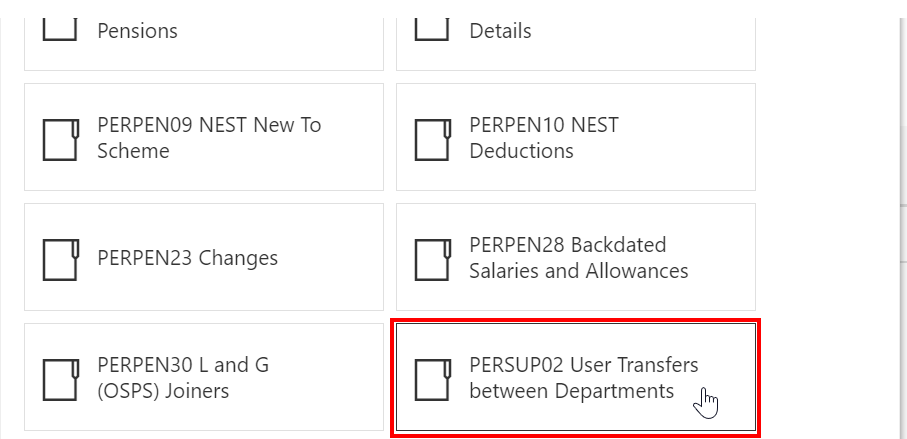 Pensions
Details
PERPEN09 NEST New To
Scheme
PERPEN10 NEST
Deductions
PERPEN23 Changes
PERPEN28 Backdated
Salaries and Allowances
PERPEN30 L and G
(OSPS) Joiners
PERSUP02 User Transfers
between Departments